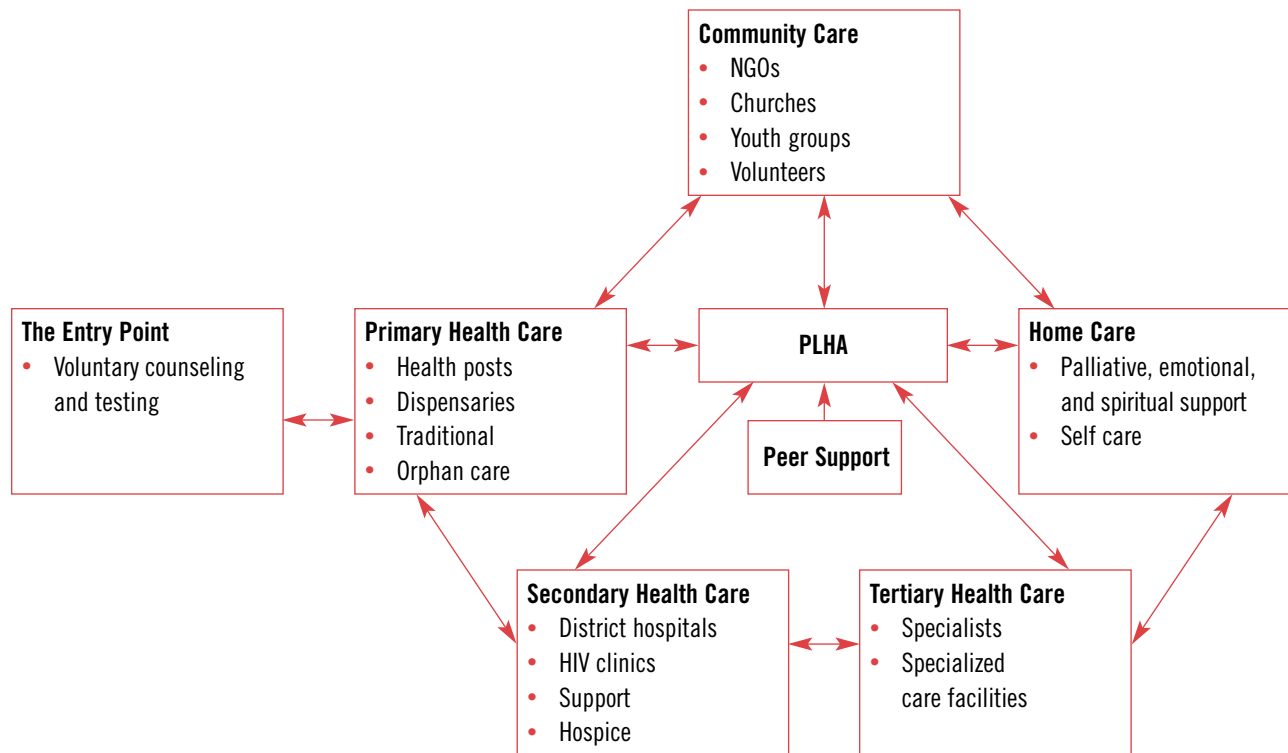 Community Care
• NGOs
• Churches
• Youth groups
• Volunteers
The Entry Point
• Voluntary counseling
and testing
Primary Health Care
• Health posts
• Dispensaries
• Traditional
• Orphan care
PLHA
Peer Support
Home Care
• Palliative, emotional,
and spiritual support
• Self care
Secondary Health Care
• District hospitals
• HIV clinics
• Support
• Hospice
Tertiary Health Care
• Specialists
• Specialized
care facilities